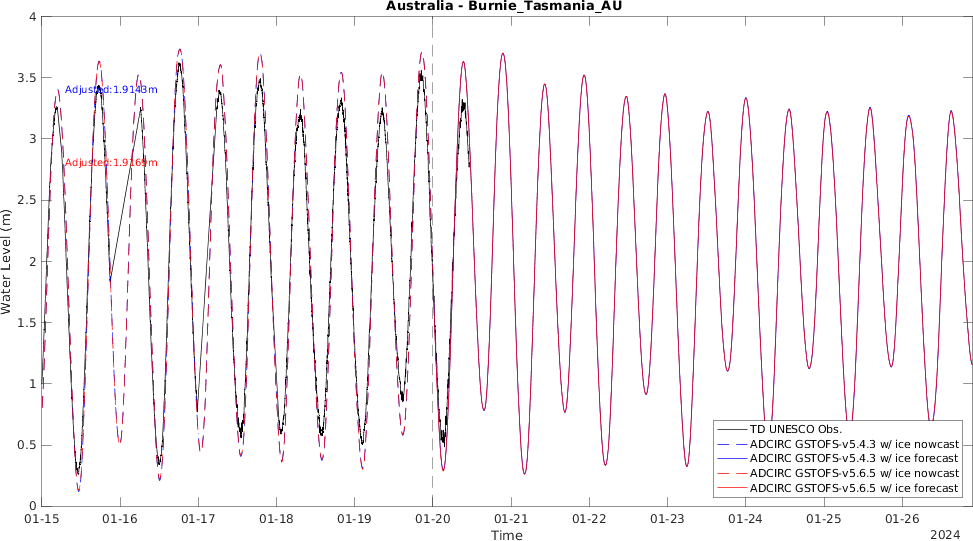 Australia - Burnie_Tasmania_AU
4
3.5
3
2.5
2
1.5
1
0.5
0
Water Level (m)
Adjusted:1.9143m
Adjusted:1.9169m
TD UNESCO Obs.
ADCIRC GSTOFS-v5.4.3 w/ ice nowcast
ADCIRC GSTOFS-v5.4.3 w/ ice forecast
ADCIRC GSTOFS-v5.6.5 w/ ice nowcast
ADCIRC GSTOFS-v5.6.5 w/ ice forecast
01-15 01-16 01-17 01-18 01-19 01-20 01-21 01-22 01-23 01-24 01-25 01-26
Time
2024